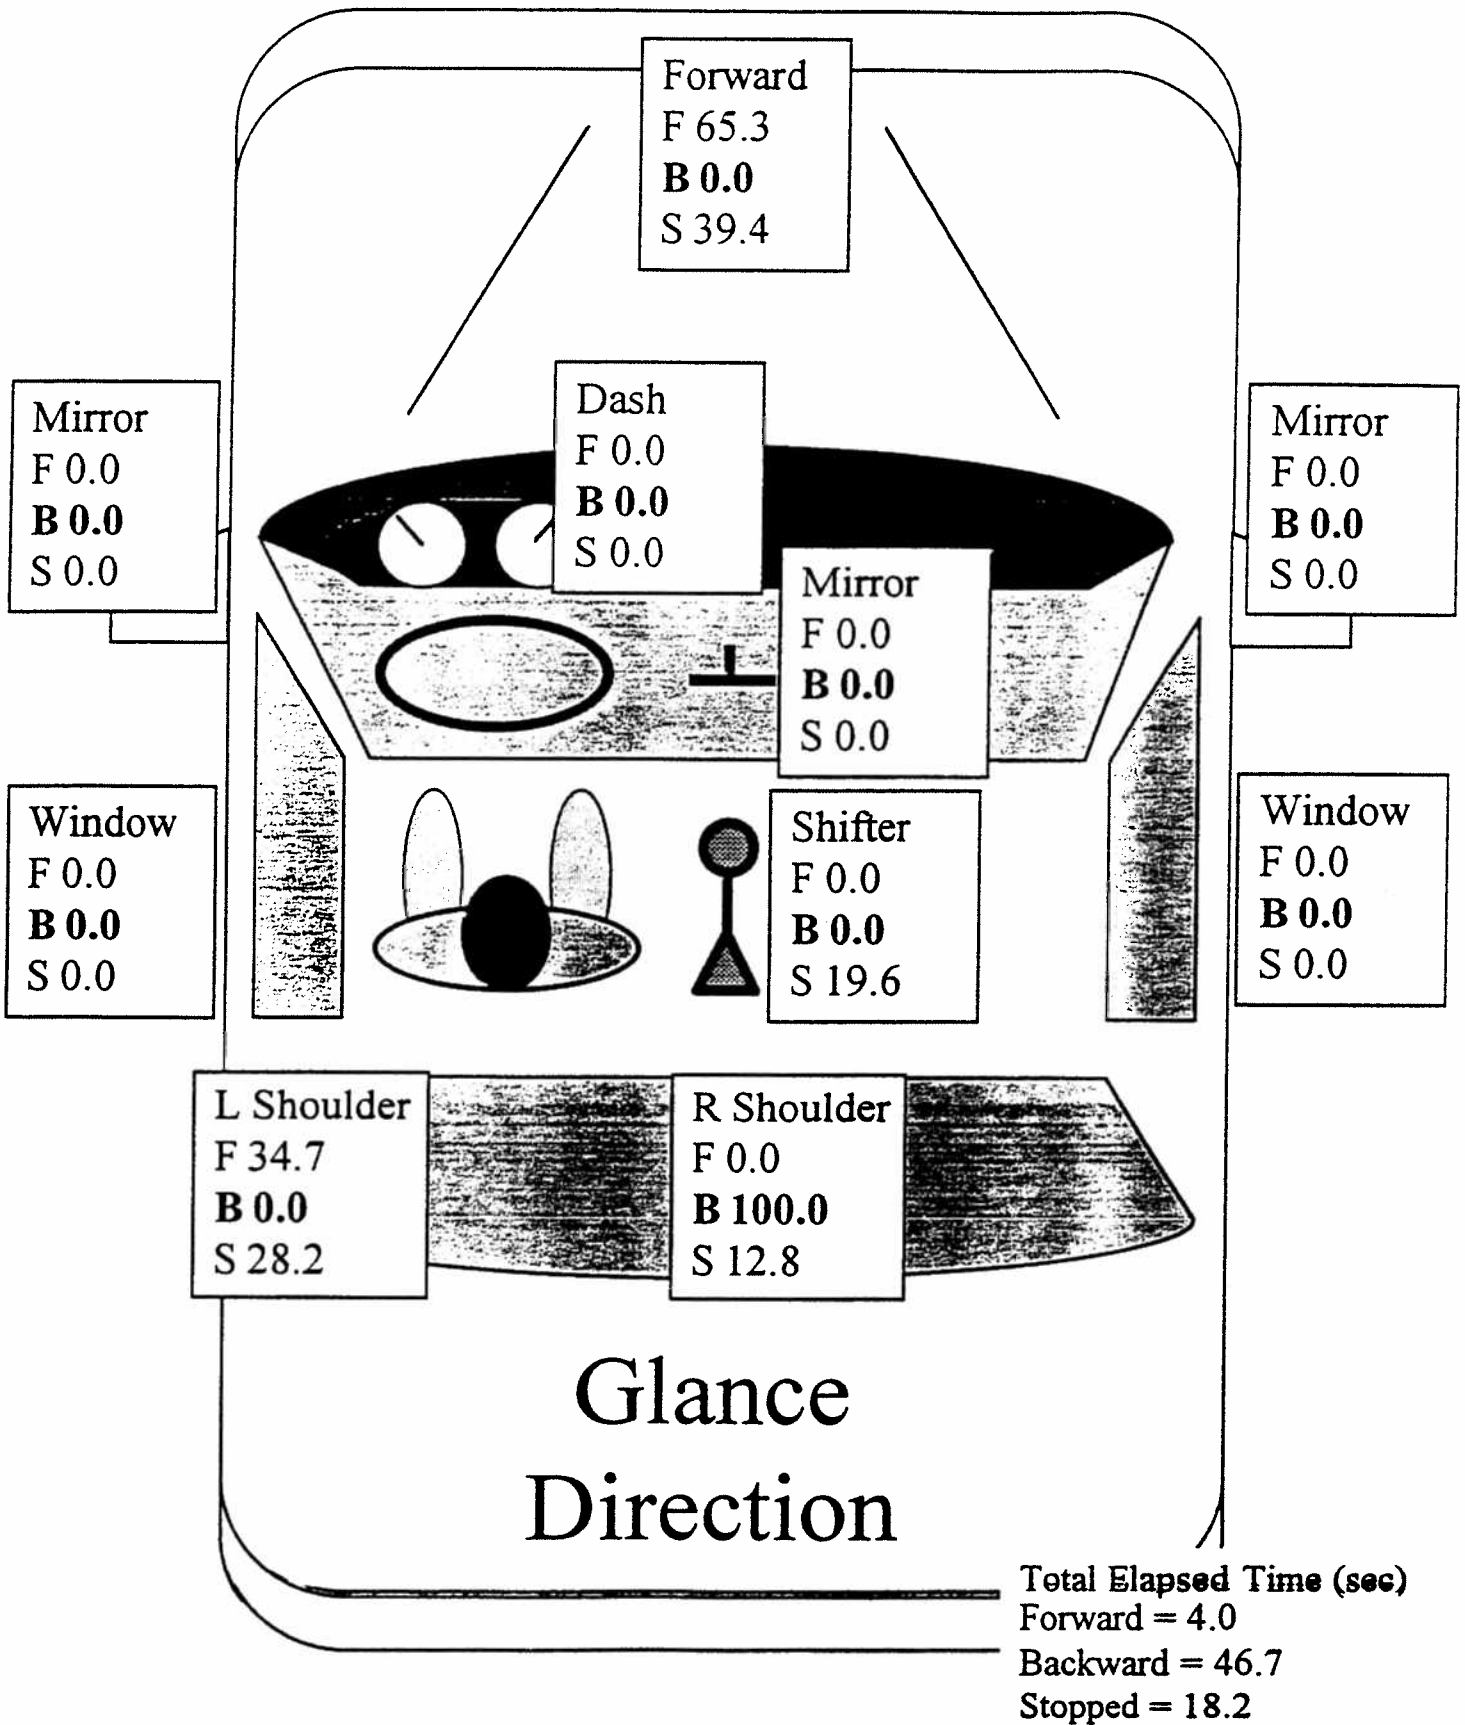 Forward
F 65.3
B 0.0
S 39.4
Mirror
F 0.0
B 0.0
S 0.0
Dash
F 0.0
B 0.0
S 0.0
Mirror
F 0.0
B 0.0
S 0.0
Mirror
F 0.0
B 0.0
S 0.0
Window
F 0.0
B 0.0
S 0.0
Shifter
F 0.0
B 0.0
S 19.6
Window
F 0.0
B 0.0
S 0.0
L Shoulder
F 34.7
B 0.0
S 28.2
R Shoulder
F 0.0
B 100.0
S 12.8
Glance
Direction
Total Elapsed Time (sec)
Forward = 4.0
Backward = 46.7
Stopped = 18.2